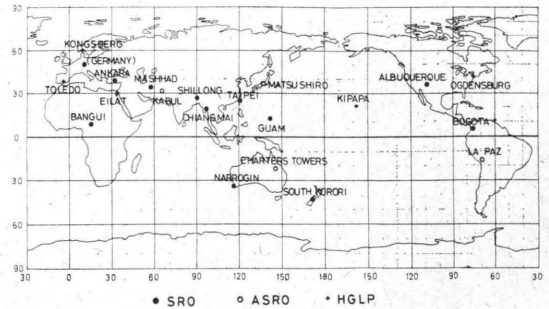 90
60
30
0
30
60
90
KONGSBERG
(GERMANY)
ANKARA
MASHHAD
TOLEDO
EILAT
KABUL
SHILLONG
TAIPEI
MATSUSHIRO
CHIANGMAI
BANGUI
GUAM
KIPAPA
ALBUQUERQUE
OGDENSBURG
BOGOTA
LA PAZ
CHARTERS TOWERS
NARROGIN
SOUTH KORORI
30 0 30 60 90 120 150 180 150 120 90 60 30
• SRO ○ ASRO + HGLP